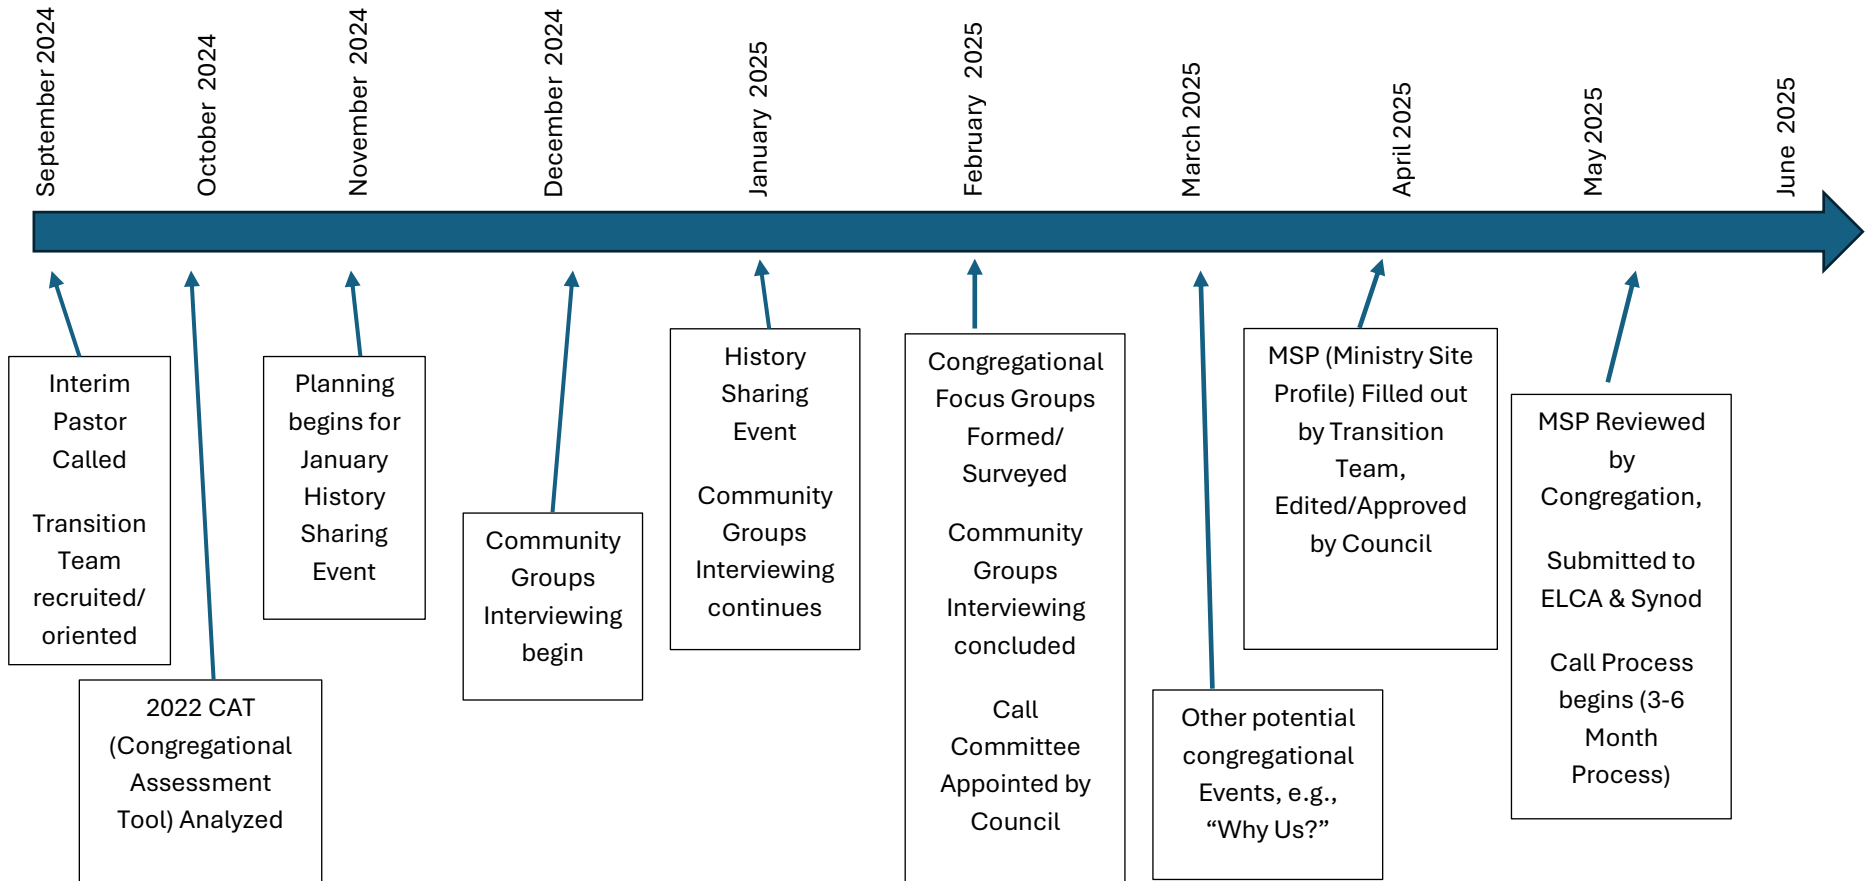 September 2024
October 2024
November 2024
December 2024
January 2025
February 2025
March 2025
April 2025
May 2025
June 2025
Interim
Pastor
Called
Transition
Team
recruited/
oriented
2022 CAT
(Congregational
Assessment
Tool) Analyzed
Planning
begins for
January
History
Sharing
Event
Community
Groups
Interviewing
begin
History
Sharing
Event
Community
Groups
Interviewing
continues
Congregational
Focus Groups
Formed/
Surveyed
Community
Groups
Interviewing
concluded
Call
Committee
Appointed by
Council
Other potential
congregational
Events, e.g.,
“Why Us?”
MSP (Ministry Site
Profile) Filled out
by Transition
Team,
Edited/Approved
by Council
MSP Reviewed
by
Congregation,
Submitted to
ELCA & Synod
Call Process
begins (3-6
Month
Process)